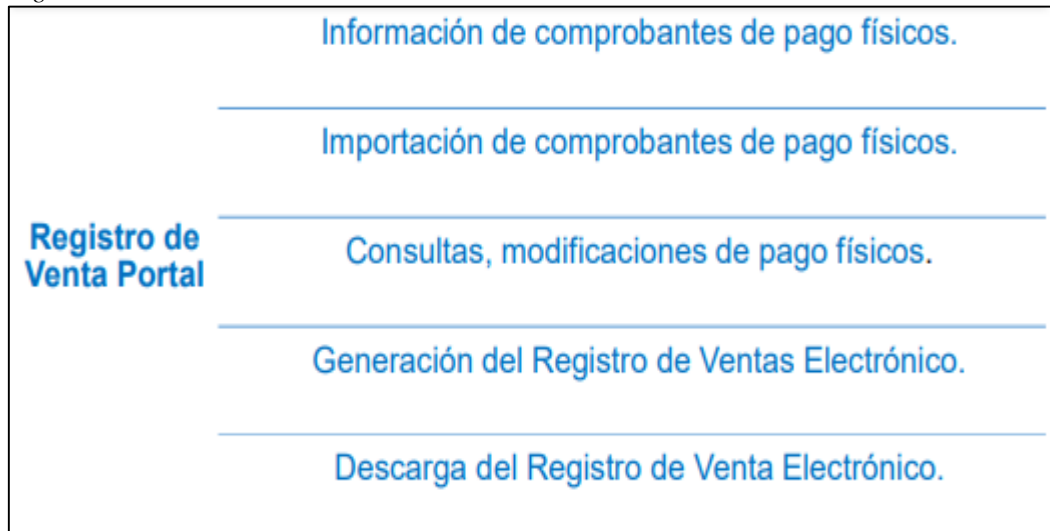 Información de comprobantes de pago físicos.
Importación de comprobantes de pago físicos.
Registro de
Venta Portal
Consultas, modificaciones de pago físicos.
Generación del Registro de Ventas Electrónico.
Descarga del Registro de Venta Electrónico.